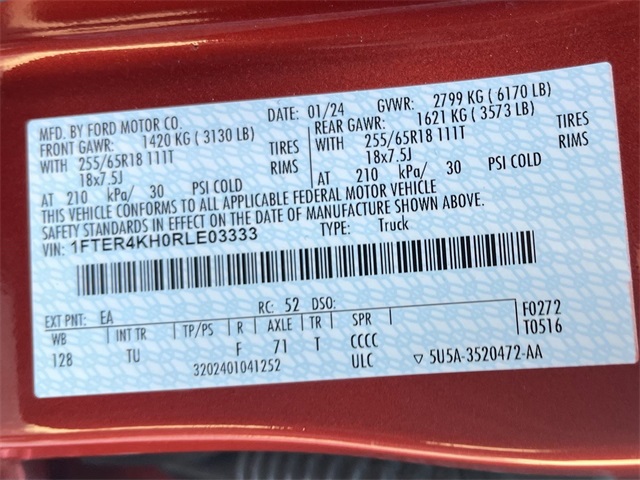 MFD. BY FORD MOTOR CO. DATE: 01/24 GVWR: 2799 KG ( 6170 LB)
FRONT GAWR: 1420 KG ( 3130 LB) REAR GAWR: 1621 KG ( 3573 LB)
WITH 255/65R18 111T TIRES WITH 255/65R18 111T TIRES
18x7.5J RIMS 18x7.5J RIMS
AT 210 kPa/ 30 PSI COLD AT 210 kPa/ 30 PSI COLD
THIS VEHICLE CONFORMS TO ALL APPLICABLE FEDERAL MOTOR VEHICLE
SAFETY STANDARDS IN EFFECT ON THE DATE OF MANUFACTURE SHOWN ABOVE.
VIN: 1FTER4KH0RLE03333 TYPE: Truck
EXT PNT: EA RC: 52 DSO: F0272
WB INT TR TP/PS R AXLE TR SPR T0516
128 TU F 71 T CCCC
3202401041252 ULC ▽ 5U5A-3520472-AA